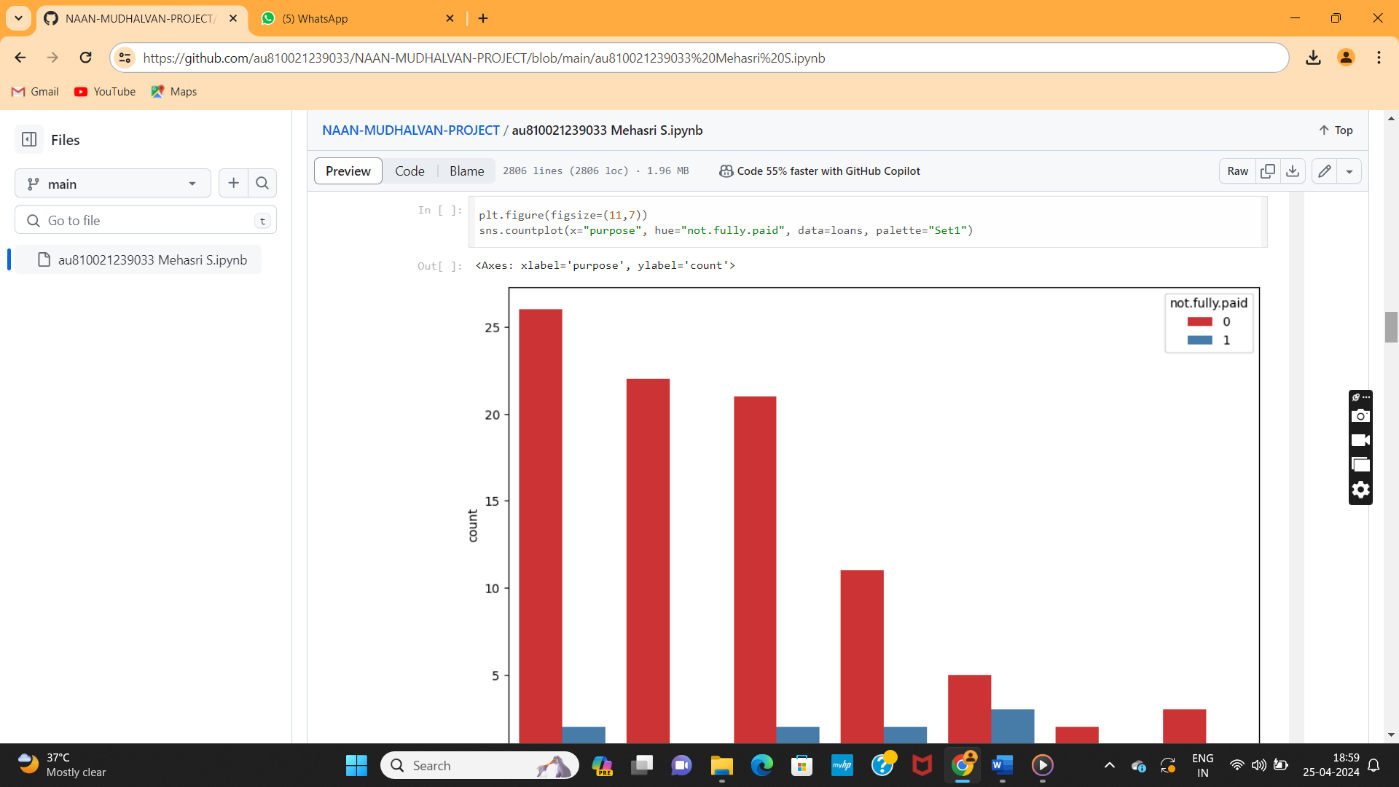 NAAN-MUDHALVAN-PROJECT/
(5) WhatsApp
https://github.com/au810021239033/NAAN-MUDHALVAN-PROJECT/blob/main/au810021239033%20Mehasri%20S.ipynb
Gmail
YouTube
Maps
Files
NAAN-MUDHALVAN-PROJECT / au810021239033 Mehasri S.ipynb
Top
main
Preview
Code
Blame
2806 lines (2806 loc) · 1.96 MB
Code 55% faster with GitHub Copilot
Raw
Go to file
t
au810021239033 Mehasri S.ipynb
In [ ]:
plt.figure(figsize=(11,7))
sns.countplot(x="purpose", hue="not.fully.paid", data=loans, palette="Set1")
Out[ ]:
<Axes: xlabel='purpose', ylabel='count'>
not.fully.paid
0
1
25
20
15
10
5
count
37°C
Mostly clear
Search
PRE
myhp
ENG
IN
18:59
25-04-2024